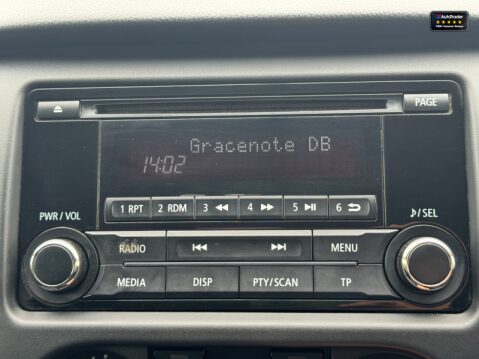 AutoTrader
PAGE
Gracenote DB
14:02
1 RPT 2 RDM 3 4 5 6
PWR / VOL
/ SEL
RADIO MENU
MEDIA DISP PTY/SCAN TP